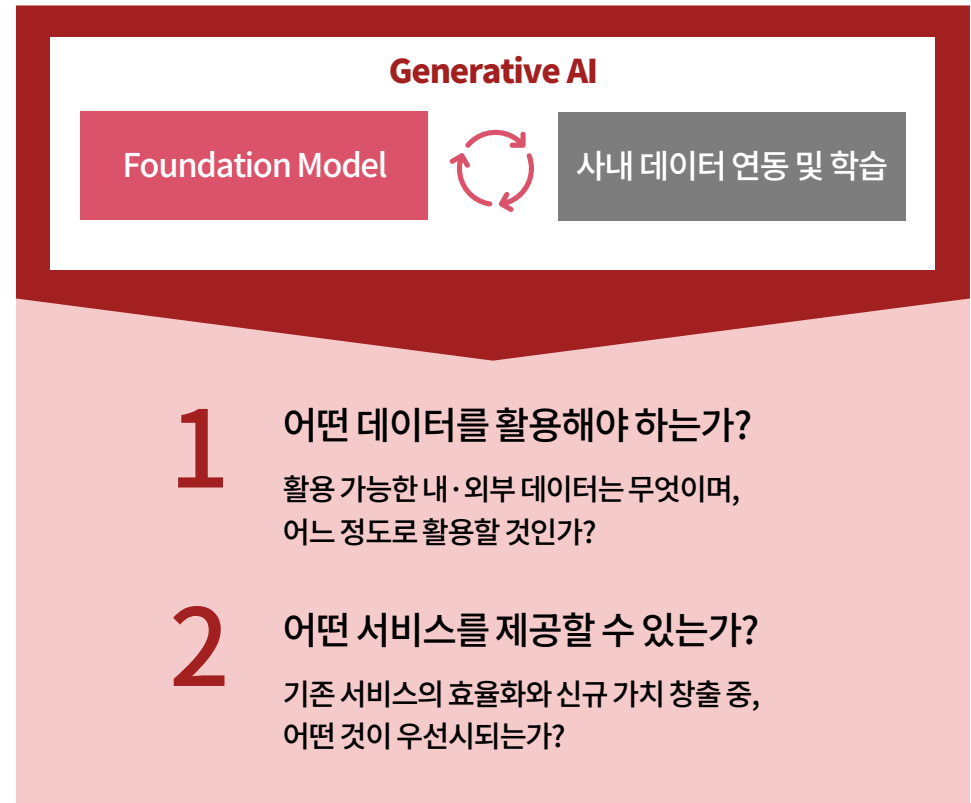 Generative AI
Foundation Model
사내 데이터 연동 및 학습
1
어떤 데이터를 활용해야 하는가?
활용 가능한 내·외부 데이터는 무엇이며,
어느 정도로 활용할 것인가?
2
어떤 서비스를 제공할 수 있는가?
기존 서비스의 효율화와 신규 가치 창출 중,
어떤 것이 우선시되는가?